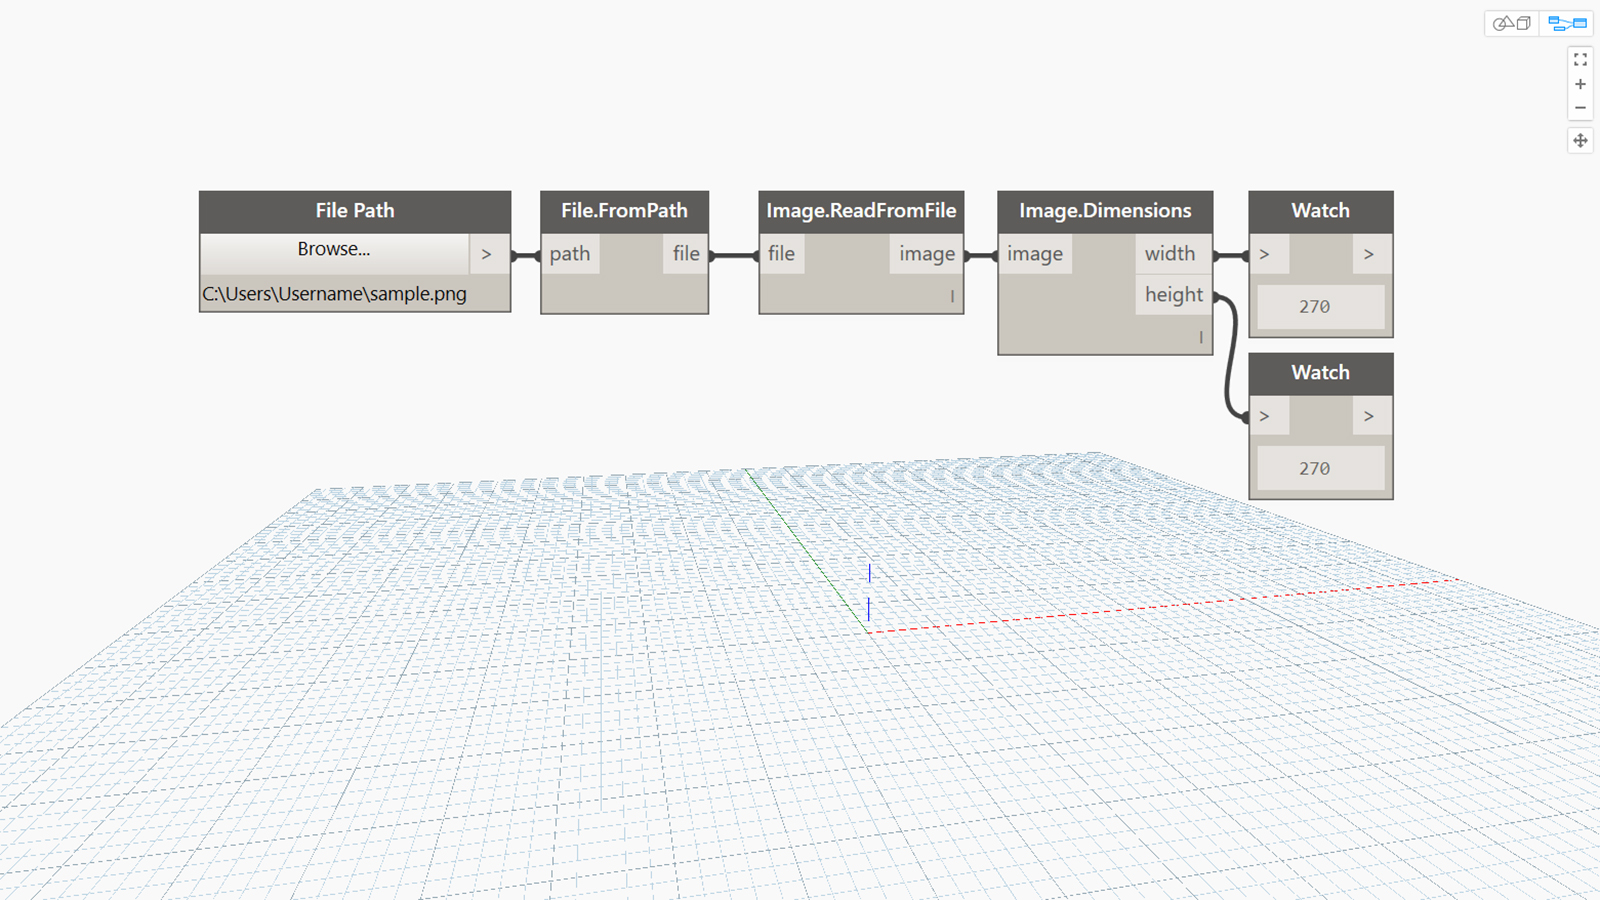 File Path
Browse...
>
C:\Users\Username\sample.png
File.FromPath
path
file
Image.ReadFromFile
file
image
l
Image.Dimensions
image
width
height
l
Watch
>
>
270
Watch
>
>
270